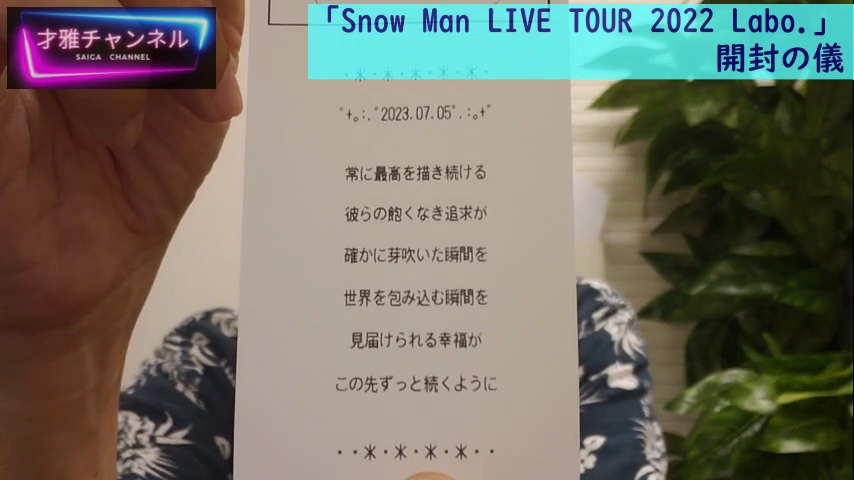 才雅チャンネル
SAIGA CHANNEL
「Snow Man LIVE TOUR 2022 Labo.」
開封の儀
・⁎・⁎・⁎・⁎・⁎・
ﾟ+｡:.ﾟ2023.07.05ﾟ.:｡+ﾟ
常に最高を描き続ける
彼らの飽くなき追求が
確かに芽吹いた瞬間を
世界を包み込む瞬間を
見届けられる幸福が
この先ずっと続くように
・・⁎・⁎・⁎・⁎・・